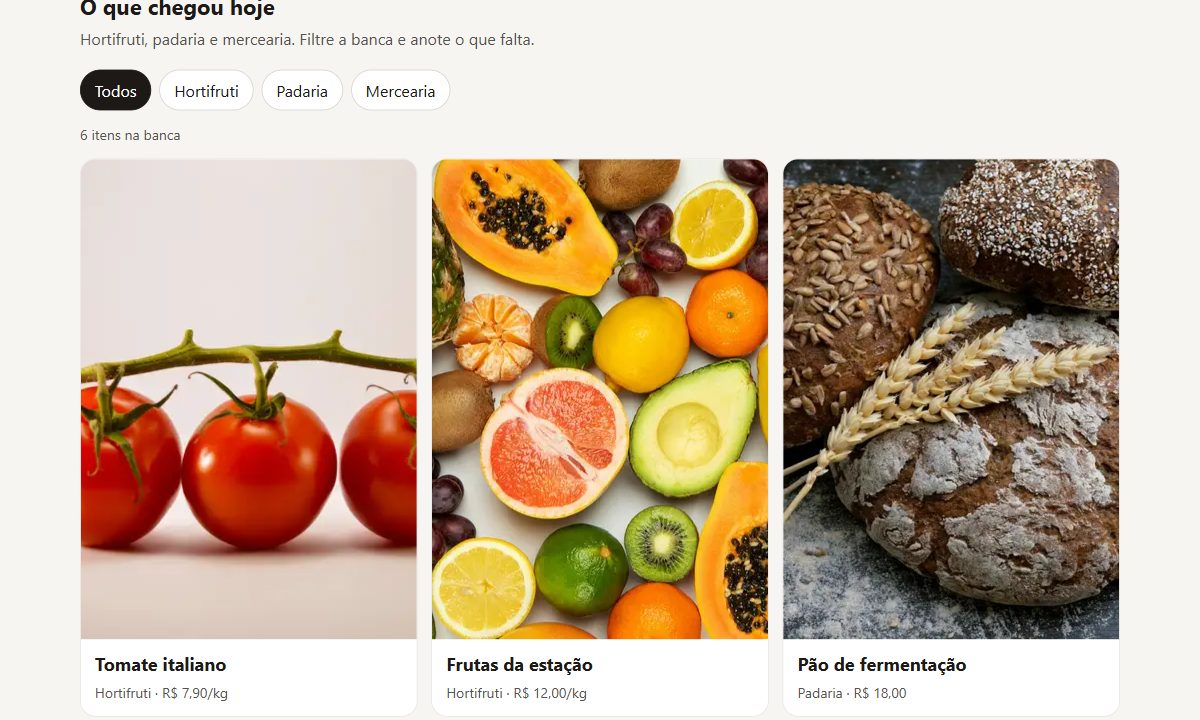 O que chegou hoje
Hortifruti, padaria e mercearia. Filtre a banca e anote o que falta.
Todos
Hortifruti
Padaria
Mercearia
6 itens na banca
Tomate italiano
Hortifruti · R$ 7,90/kg
Frutas da estação
Hortifruti · R$ 12,00/kg
Pão de fermentação
Padaria · R$ 18,00